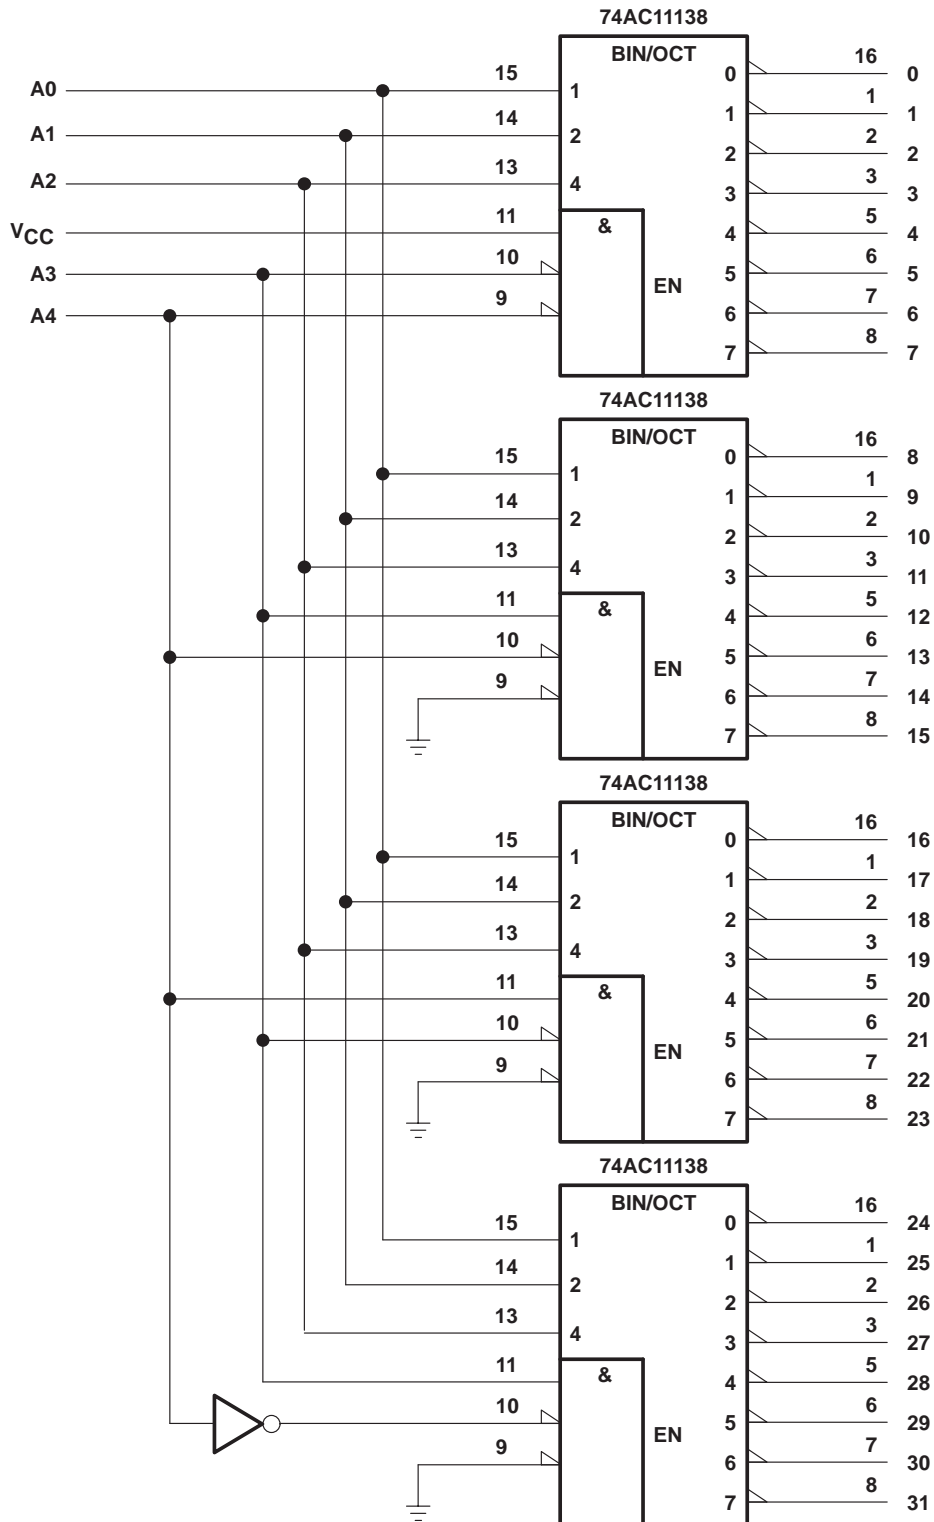 74AC11138
BIN/OCT
A0 15 1 0 16 0
A1 14 2 1 1 1
A2 13 4 2 2 2
3 3 3
VCC 11 & 4 5 4
A3 10 EN 5 6 5
A4 9 6 7 6
7 8 7
74AC11138
BIN/OCT
15 1 0 16 8
14 2 1 1 9
13 4 2 2 10
3 3 11
11 & 4 5 12
10 EN 5 6 13
9 6 7 14
7 8 15
74AC11138
BIN/OCT
15 1 0 16 16
14 2 1 1 17
13 4 2 2 18
3 3 19
11 & 4 5 20
10 EN 5 6 21
9 6 7 22
7 8 23
74AC11138
BIN/OCT
15 1 0 16 24
14 2 1 1 25
13 4 2 2 26
3 3 27
11 & 4 5 28
10 EN 5 6 29
9 6 7 30
7 8 31